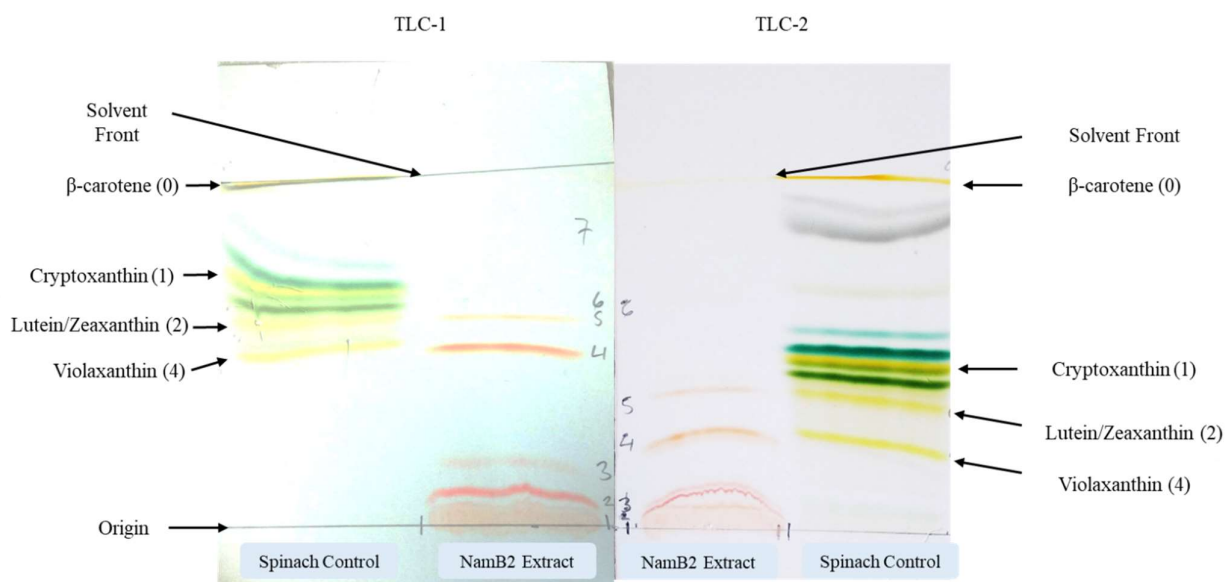 TLC-1
TLC-2
Solvent
Front
Solvent Front
β-carotene (0)
β-carotene (0)
7
Cryptoxanthin (1)
6
6
5
Lutein/Zeaxanthin (2)
4
Violaxanthin (4)
Cryptoxanthin (1)
5
Lutein/Zeaxanthin (2)
4
3
Violaxanthin (4)
2
1
Origin
Spinach Control
NamB2 Extract
NamB2 Extract
Spinach Control